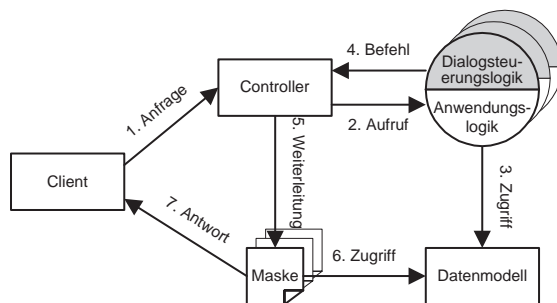 4. Befehl
Dialogsteu-
erungslogik
Controller
Anwendungs-
logik
2. Aufruf
1. Anfrage
5. Weiterleitung
3. Zugriff
Client
7. Antwort
6. Zugriff
Maske
Datenmodell